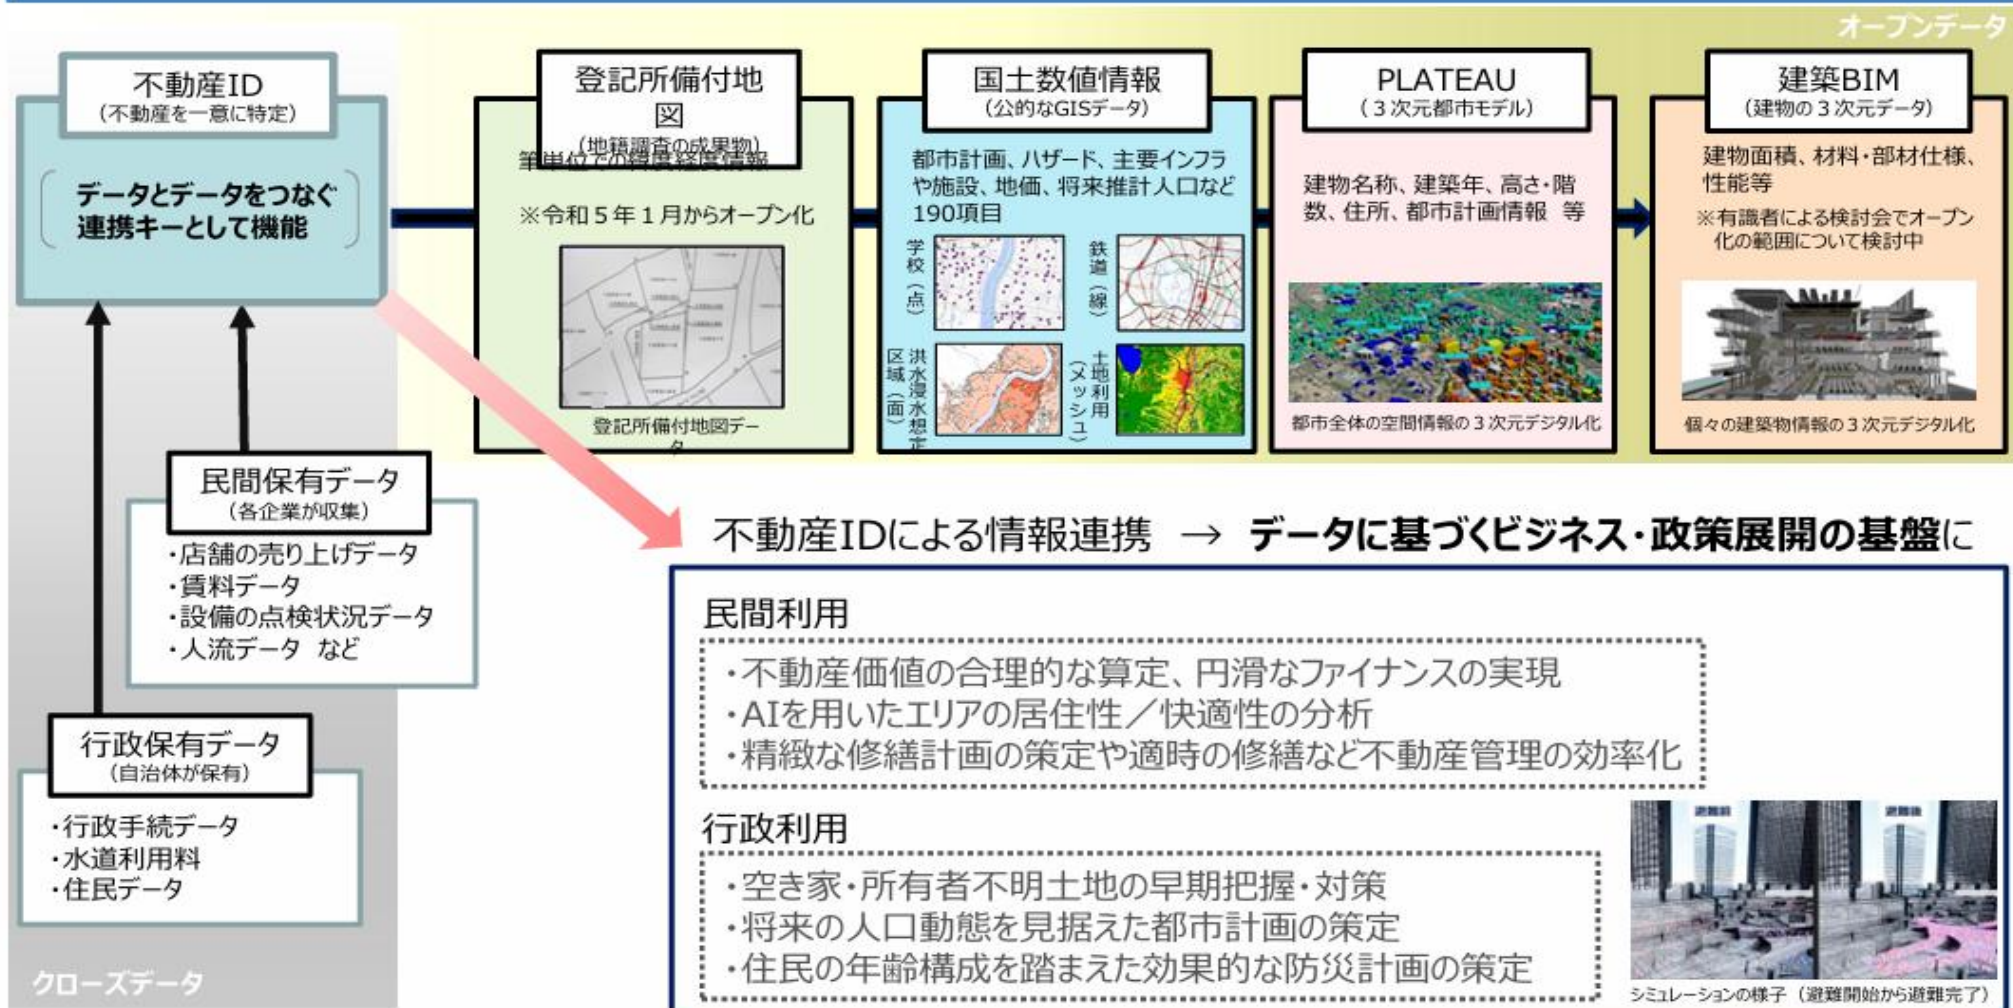 オープンデータ
不動産ID
（不動産を一意に特定）
データとデータをつなぐ
連携キーとして機能
登記所備付地
図
（地籍調査の成果物）
筆単位での緯度経度情報
※令和５年１月からオープン化
登記所備付地図デー
タ
国土数値情報
（公的なGISデータ）
都市計画、ハザード、主要インフラ
や施設、地価、将来推計人口など
190項目
学校（点）
鉄道（線）
洪水浸水想定
区域（面）
土地利用
（メッシュ）
PLATEAU
（３次元都市モデル）
建物名称、建築年、高さ・階
数、住所、都市計画情報 等
都市全体の空間情報の３次元デジタル化
建築BIM
（建物の３次元データ）
建物面積、材料・部材仕様、
性能等
※有識者による検討会でオープン
化の範囲について検討中
個々の建築物情報の３次元デジタル化
民間保有データ
（各企業が収集）
・店舗の売り上げデータ
・賃料データ
・設備の点検状況データ
・人流データ など
行政保有データ
（自治体が保有）
・行政手続データ
・水道利用料
・住民データ
クローズデータ
不動産IDによる情報連携 → データに基づくビジネス・政策展開の基盤に
民間利用
・不動産価値の合理的な算定、円滑なファイナンスの実現
・AIを用いたエリアの居住性／快適性の分析
・精緻な修繕計画の策定や適時の修繕など不動産管理の効率化
行政利用
・空き家・所有者不明土地の早期把握・対策
・将来の人口動態を見据えた都市計画の策定
・住民の年齢構成を踏まえた効果的な防災計画の策定
避難前
避難後
シミュレーションの様子（避難開始から避難完了）